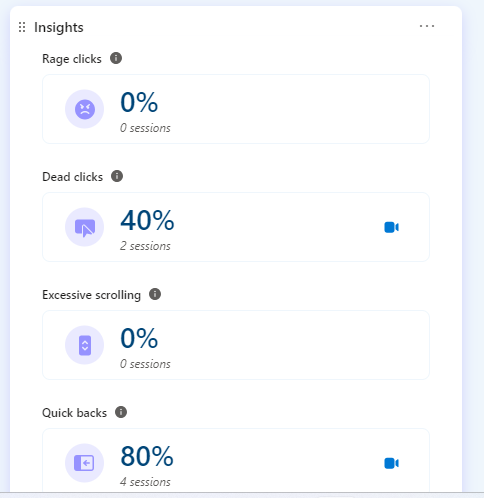 Insights
Rage clicks
0%
0 sessions
Dead clicks
40%
2 sessions
Excessive scrolling
0%
0 sessions
Quick backs
80%
4 sessions